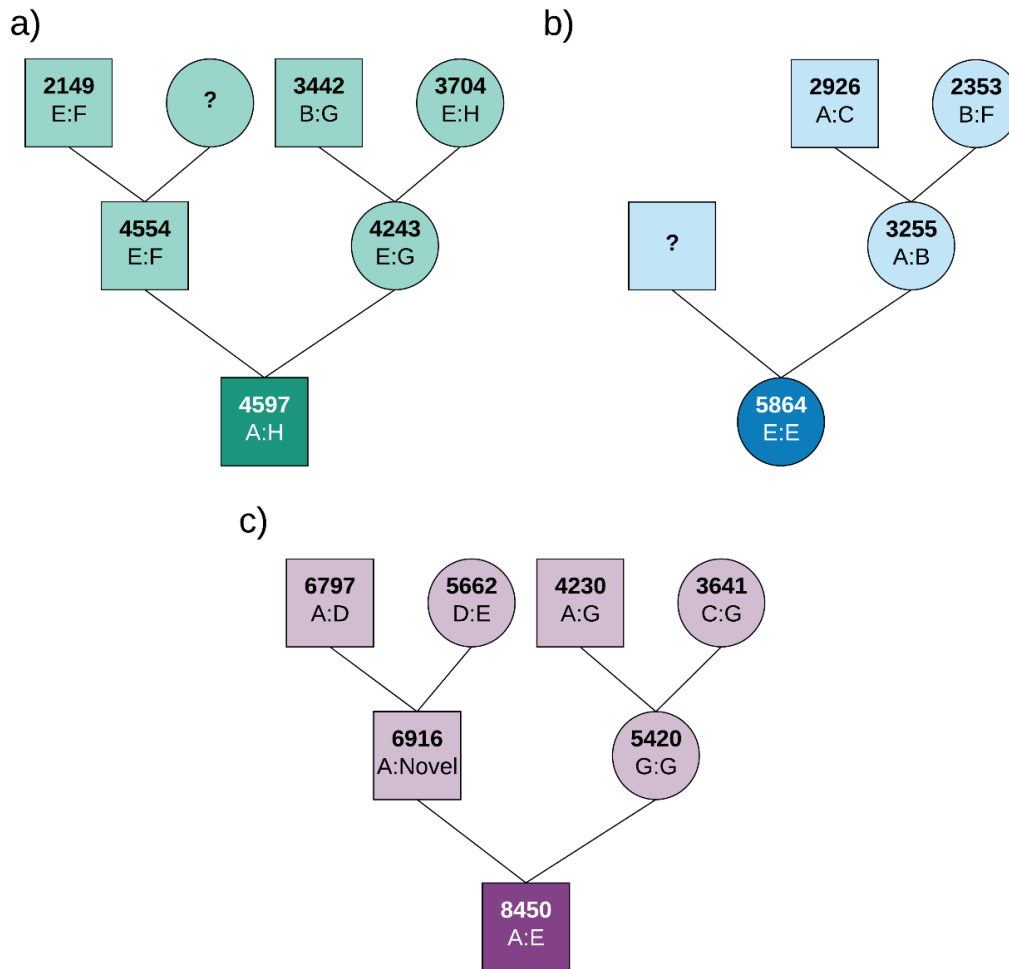 a)
b)
2149
E:F
?
3442
B:G
3704
E:H
2926
A:C
2353
B:F
4554
E:F
4243
E:G
?
3255
A:B
4597
A:H
5864
E:E
c)
6797
A:D
5662
D:E
4230
A:G
3641
C:G
6916
A:Novel
5420
G:G
8450
A:E